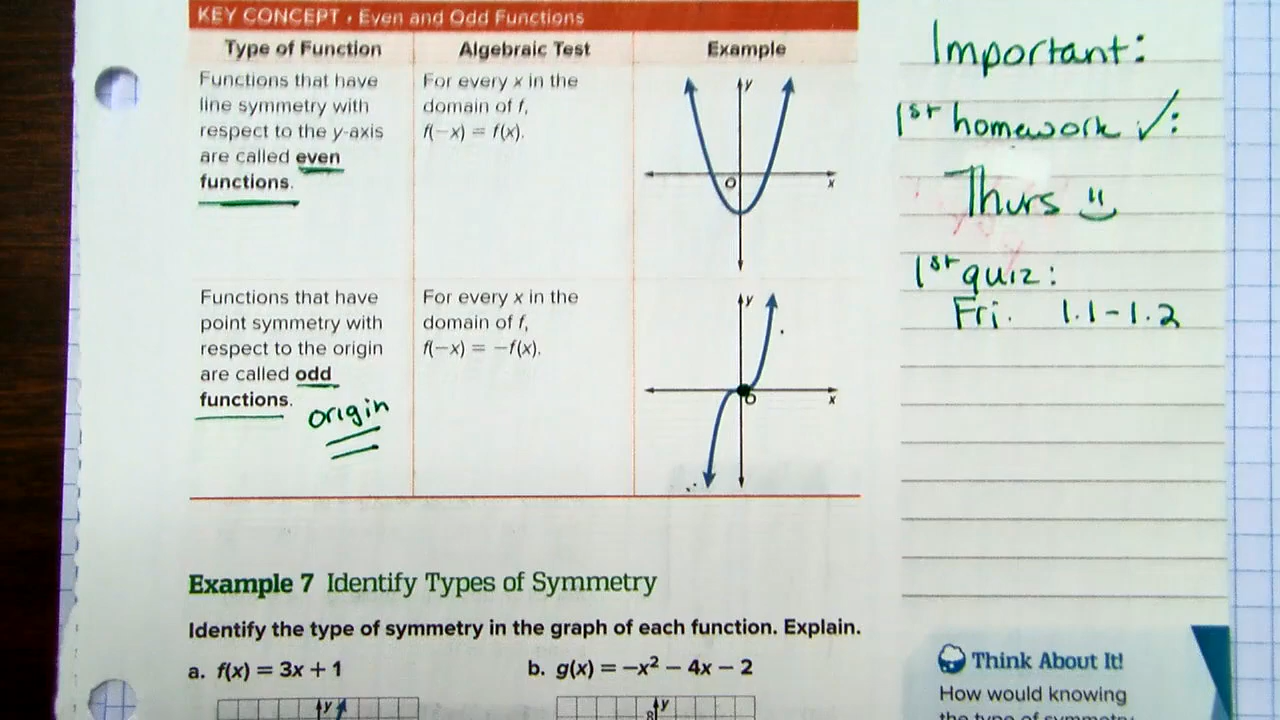 KEY CONCEPT • Even and Odd Functions
Type of Function
Algebraic Test
Example
Functions that have
line symmetry with
respect to the y-axis
are called even
functions.
For every x in the
domain of f,
f(−x) = f(x).
y
O
x
Functions that have
point symmetry with
respect to the origin
are called odd
functions.
origin
For every x in the
domain of f,
f(−x) = −f(x).
y
O
x
Example 7 Identify Types of Symmetry
Identify the type of symmetry in the graph of each function. Explain.
a. f(x) = 3x + 1
b. g(x) = −x² − 4x − 2
y
8 y
Important:
1st homework ✓:
Thurs
1st quiz:
Fri. 1.1-1.2
Think About It!
How would knowing
the type of symmetry